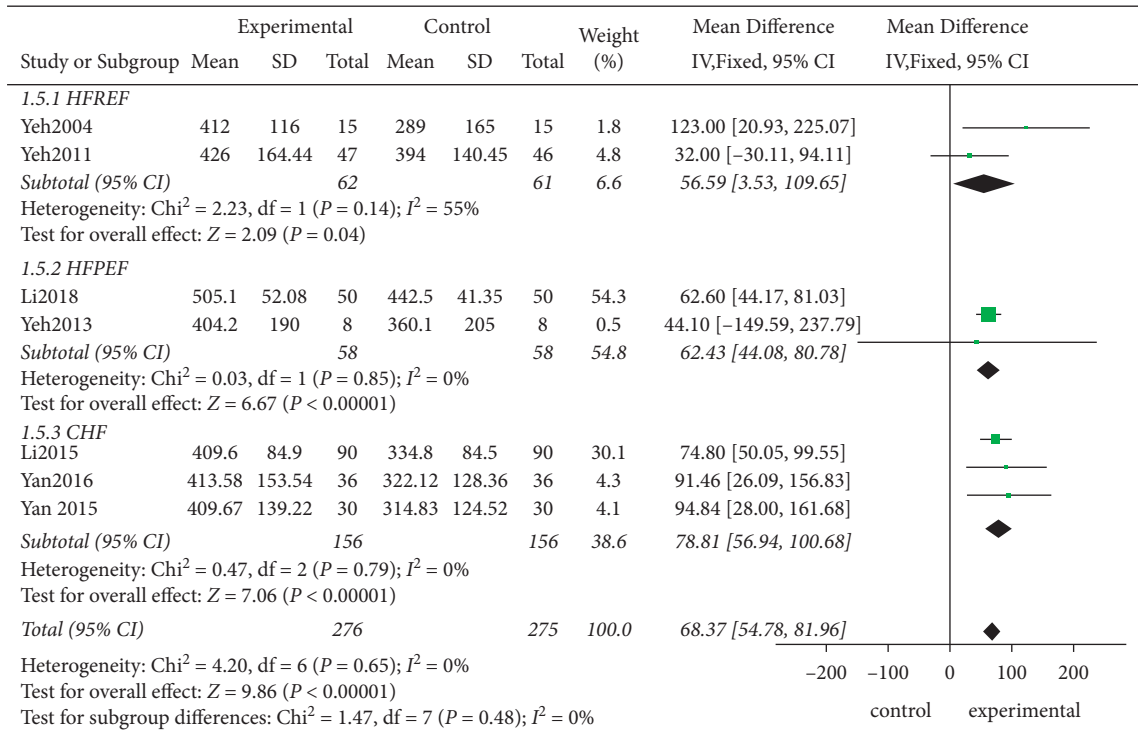 Experimental Control Weight (%) Mean Difference Mean Difference
Study or Subgroup Mean SD Total Mean SD Total IV,Fixed, 95% CI IV,Fixed, 95% CI
1.5.1 HFREF
Yeh2004 412 116 15 289 165 15 1.8 123.00 [20.93, 225.07]
Yeh2011 426 164.44 47 394 140.45 46 4.8 32.00 [−30.11, 94.11]
Subtotal (95% CI) 62 61 6.6 56.59 [3.53, 109.65]
Heterogeneity: Chi² = 2.23, df = 1 (P = 0.14); I² = 55%
Test for overall effect: Z = 2.09 (P = 0.04)
1.5.2 HFPEF
Li2018 505.1 52.08 50 442.5 41.35 50 54.3 62.60 [44.17, 81.03]
Yeh2013 404.2 190 8 360.1 205 8 0.5 44.10 [−149.59, 237.79]
Subtotal (95% CI) 58 58 54.8 62.43 [44.08, 80.78]
Heterogeneity: Chi² = 0.03, df = 1 (P = 0.85); I² = 0%
Test for overall effect: Z = 6.67 (P < 0.00001)
1.5.3 CHF
Li2015 409.6 84.9 90 334.8 84.5 90 30.1 74.80 [50.05, 99.55]
Yan2016 413.58 153.54 36 322.12 128.36 36 4.3 91.46 [26.09, 156.83]
Yan 2015 409.67 139.22 30 314.83 124.52 30 4.1 94.84 [28.00, 161.68]
Subtotal (95% CI) 156 156 38.6 78.81 [56.94, 100.68]
Heterogeneity: Chi² = 0.47, df = 2 (P = 0.79); I² = 0%
Test for overall effect: Z = 7.06 (P < 0.00001)
Total (95% CI) 276 275 100.0 68.37 [54.78, 81.96]
Heterogeneity: Chi² = 4.20, df = 6 (P = 0.65); I² = 0%
Test for overall effect: Z = 9.86 (P < 0.00001)
Test for subgroup differences: Chi² = 1.47, df = 7 (P = 0.48); I² = 0%
−200 −100 0 100 200
control experimental